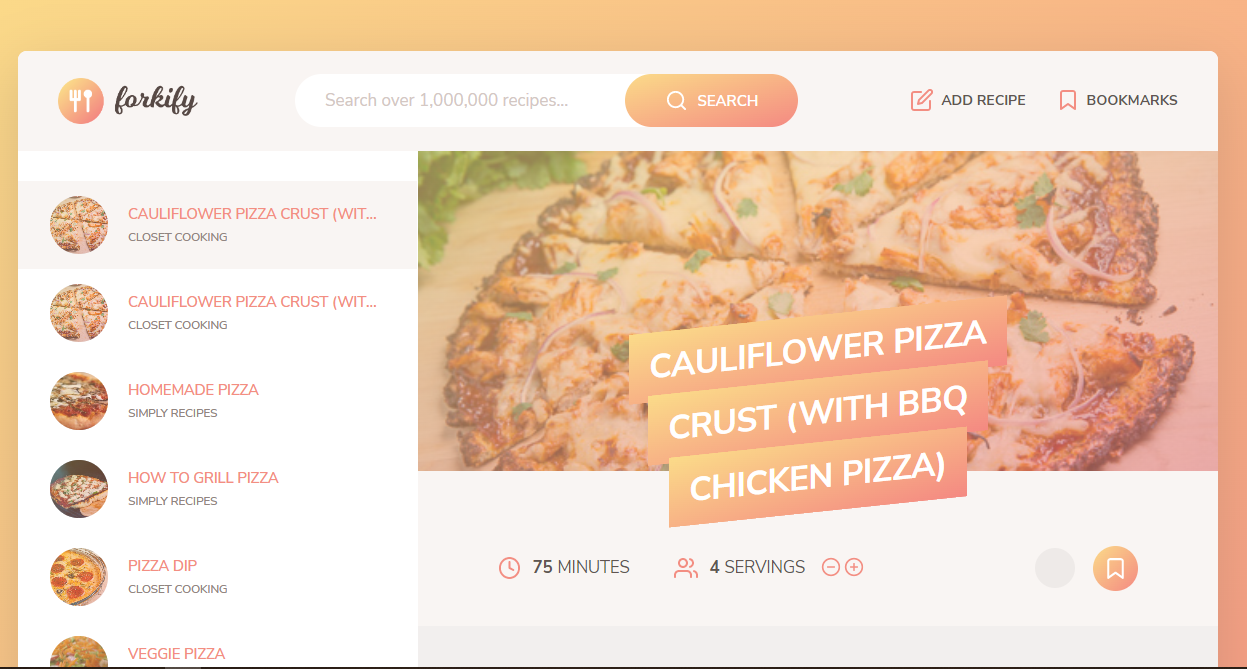 forkify
Search over 1,000,000 recipes...
SEARCH
ADD RECIPE
BOOKMARKS
CAULIFLOWER PIZZA CRUST (WIT...
CLOSET COOKING
CAULIFLOWER PIZZA CRUST (WIT...
CLOSET COOKING
HOMEMADE PIZZA
SIMPLY RECIPES
HOW TO GRILL PIZZA
SIMPLY RECIPES
PIZZA DIP
CLOSET COOKING
VEGGIE PIZZA
CAULIFLOWER PIZZA
CRUST (WITH BBQ
CHICKEN PIZZA)
75 MINUTES
4 SERVINGS